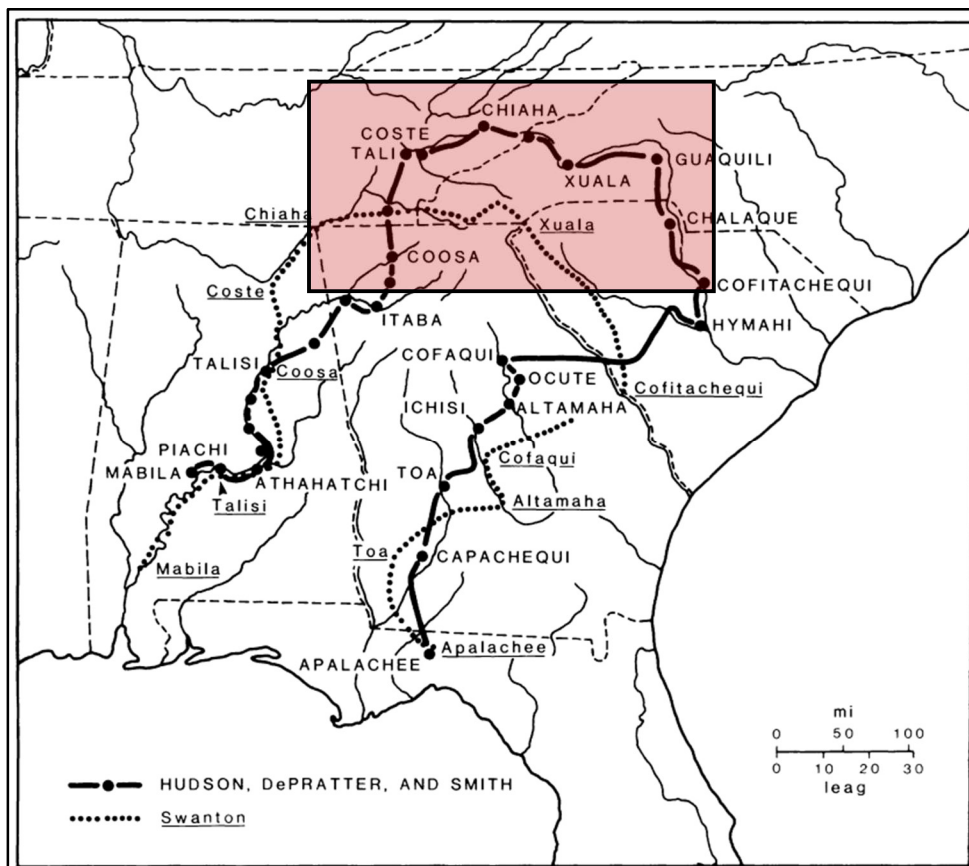 CHIAHA
COSTE
TALI
GUAQUILI
XUALA
Chiaha
Xuala
CHALAQUE
COOSA
COFITACHEQUI
Coste
ITABA
HYMAHI
COFAQUI
TALISI
Coosa
OCUTE
Cofitachequi
ICHISI
ALTAMAHA
PIACHI
Cofaqui
MABILA
ATHAHATCHI
TOA
Talisi
Altamaha
Toa
CAPACHEQUI
Mabila
Apalachee
APALACHEE
mi
0 50 100
0 10 20 30
leag
HUDSON, DePRATTER, AND SMITH
Swanton